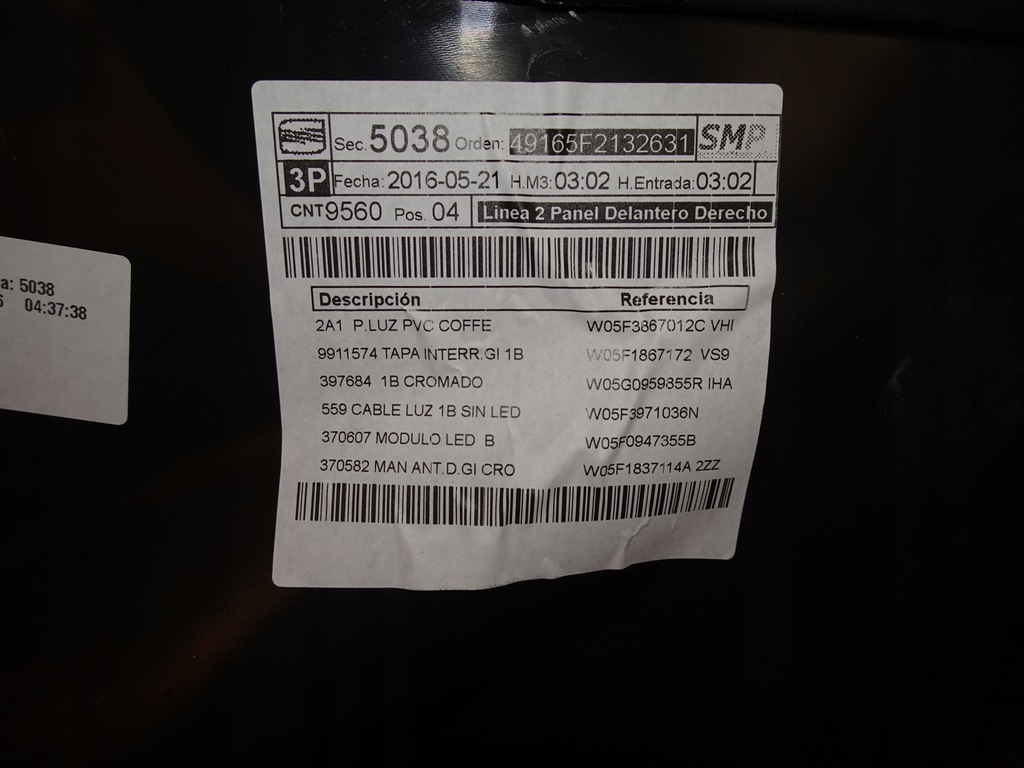 Sec. 5038 Orden: 49165F2132631 SMP
3P Fecha: 2016-05-21 H.M3: 03:02 H.Entrada: 03:02
CNT 9560 Pos. 04 Linea 2 Panel Delantero Derecho
Descripción Referencia
2A1 P.LUZ PVC COFFE W05F3867012C VHI
9911574 TAPA INTERR.GI 1B W05F1867172 VS9
397684 1B CROMADO W05G0959855R IHA
559 CABLE LUZ 1B SIN LED W05F3971036N
370607 MODULO LED B W05F0947355B
370582 MAN ANT.D.GI CRO W05F1837114A 2ZZ
a: 5038
6 04:37:38